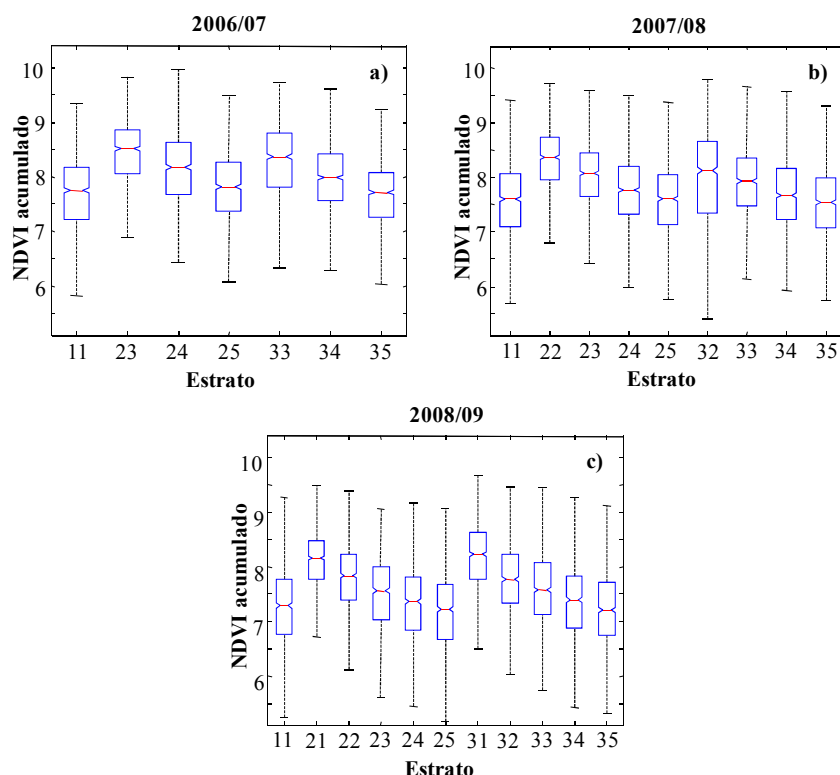 2006/07
a)
NDVI acumulado
10
9
8
7
6
11 23 24 25 33 34 35
Estrato
2007/08
b)
NDVI acumulado
10
9
8
7
6
11 22 23 24 25 32 33 34 35
Estrato
2008/09
c)
NDVI acumulado
10
9
8
7
6
11 21 22 23 24 25 31 32 33 34 35
Estrato